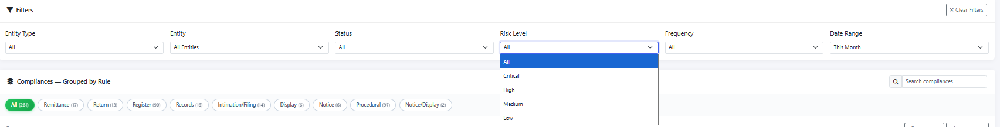 Filters
✕ Clear Filters
Entity Type
Entity
Status
Risk Level
Frequency
Date Range
All
All Entities
All
All
All
This Month
All
Critical
High
Medium
Low
Compliances — Grouped by Rule
Search compliances...
All (261)
Remittance (17)
Return (13)
Register (90)
Records (16)
Intimation/Filing (14)
Display (6)
Notice (6)
Procedural (97)
Notice/Display (2)